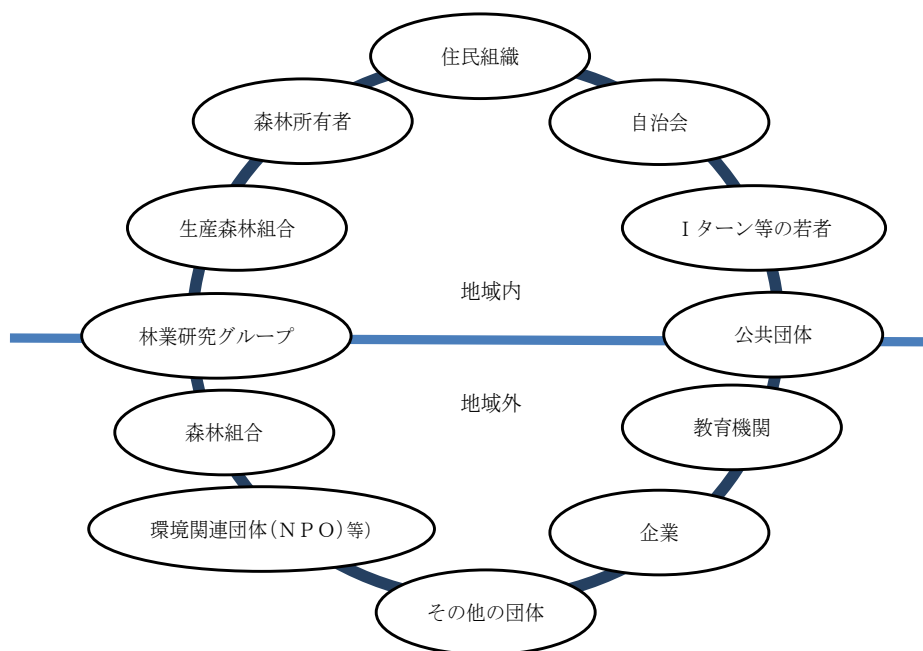 住民組織
森林所有者
自治会
生産森林組合
Ｉターン等の若者
地域内
林業研究グループ
公共団体
地域外
森林組合
教育機関
環境関連団体(ＮＰＯ)等)
企業
その他の団体